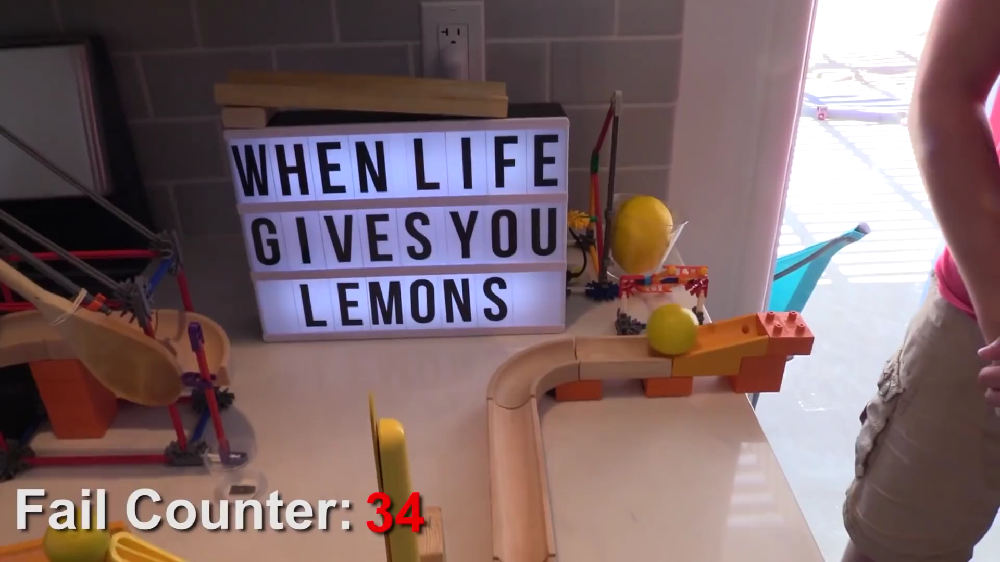 WHEN LIFE
GIVES YOU
LEMONS
Fail Counter: 34